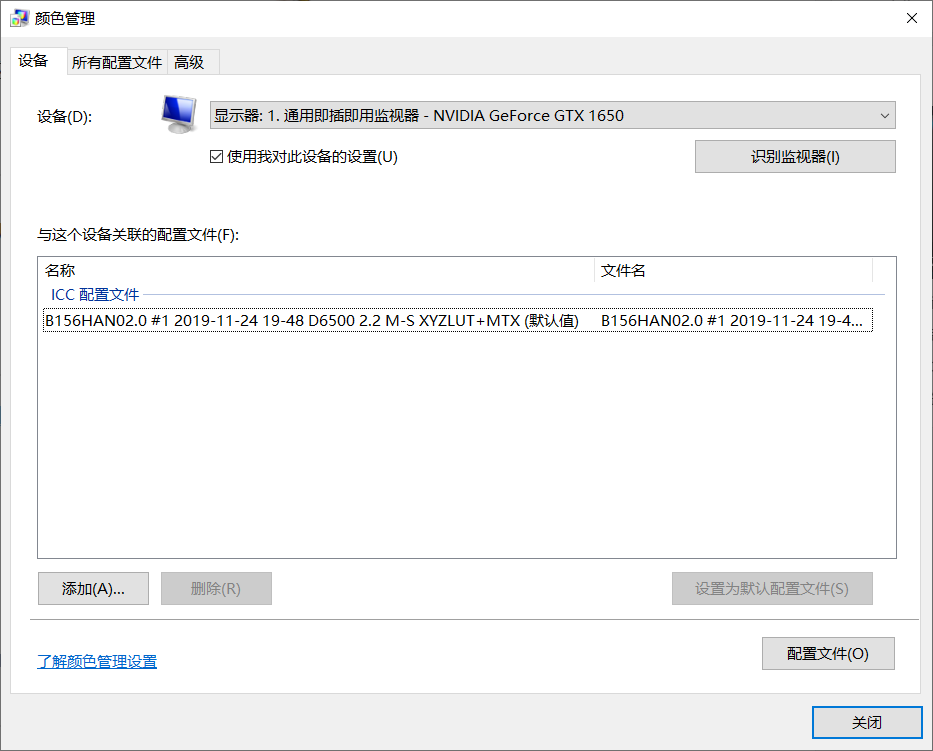 颜色管理
设备 所有配置文件 高级
设备(D): 显示器: 1. 通用即插即用监视器 - NVIDIA GeForce GTX 1650
使用我对此设备的设置(U) 识别监视器(I)
与这个设备关联的配置文件(F):
名称 文件名
ICC 配置文件
B156HAN02.0 #1 2019-11-24 19-48 D6500 2.2 M-S XYZLUT+MTX (默认值) B156HAN02.0 #1 2019-11-24 19-4...
添加(A)... 删除(R) 设置为默认配置文件(S)
了解颜色管理设置 配置文件(O)
关闭